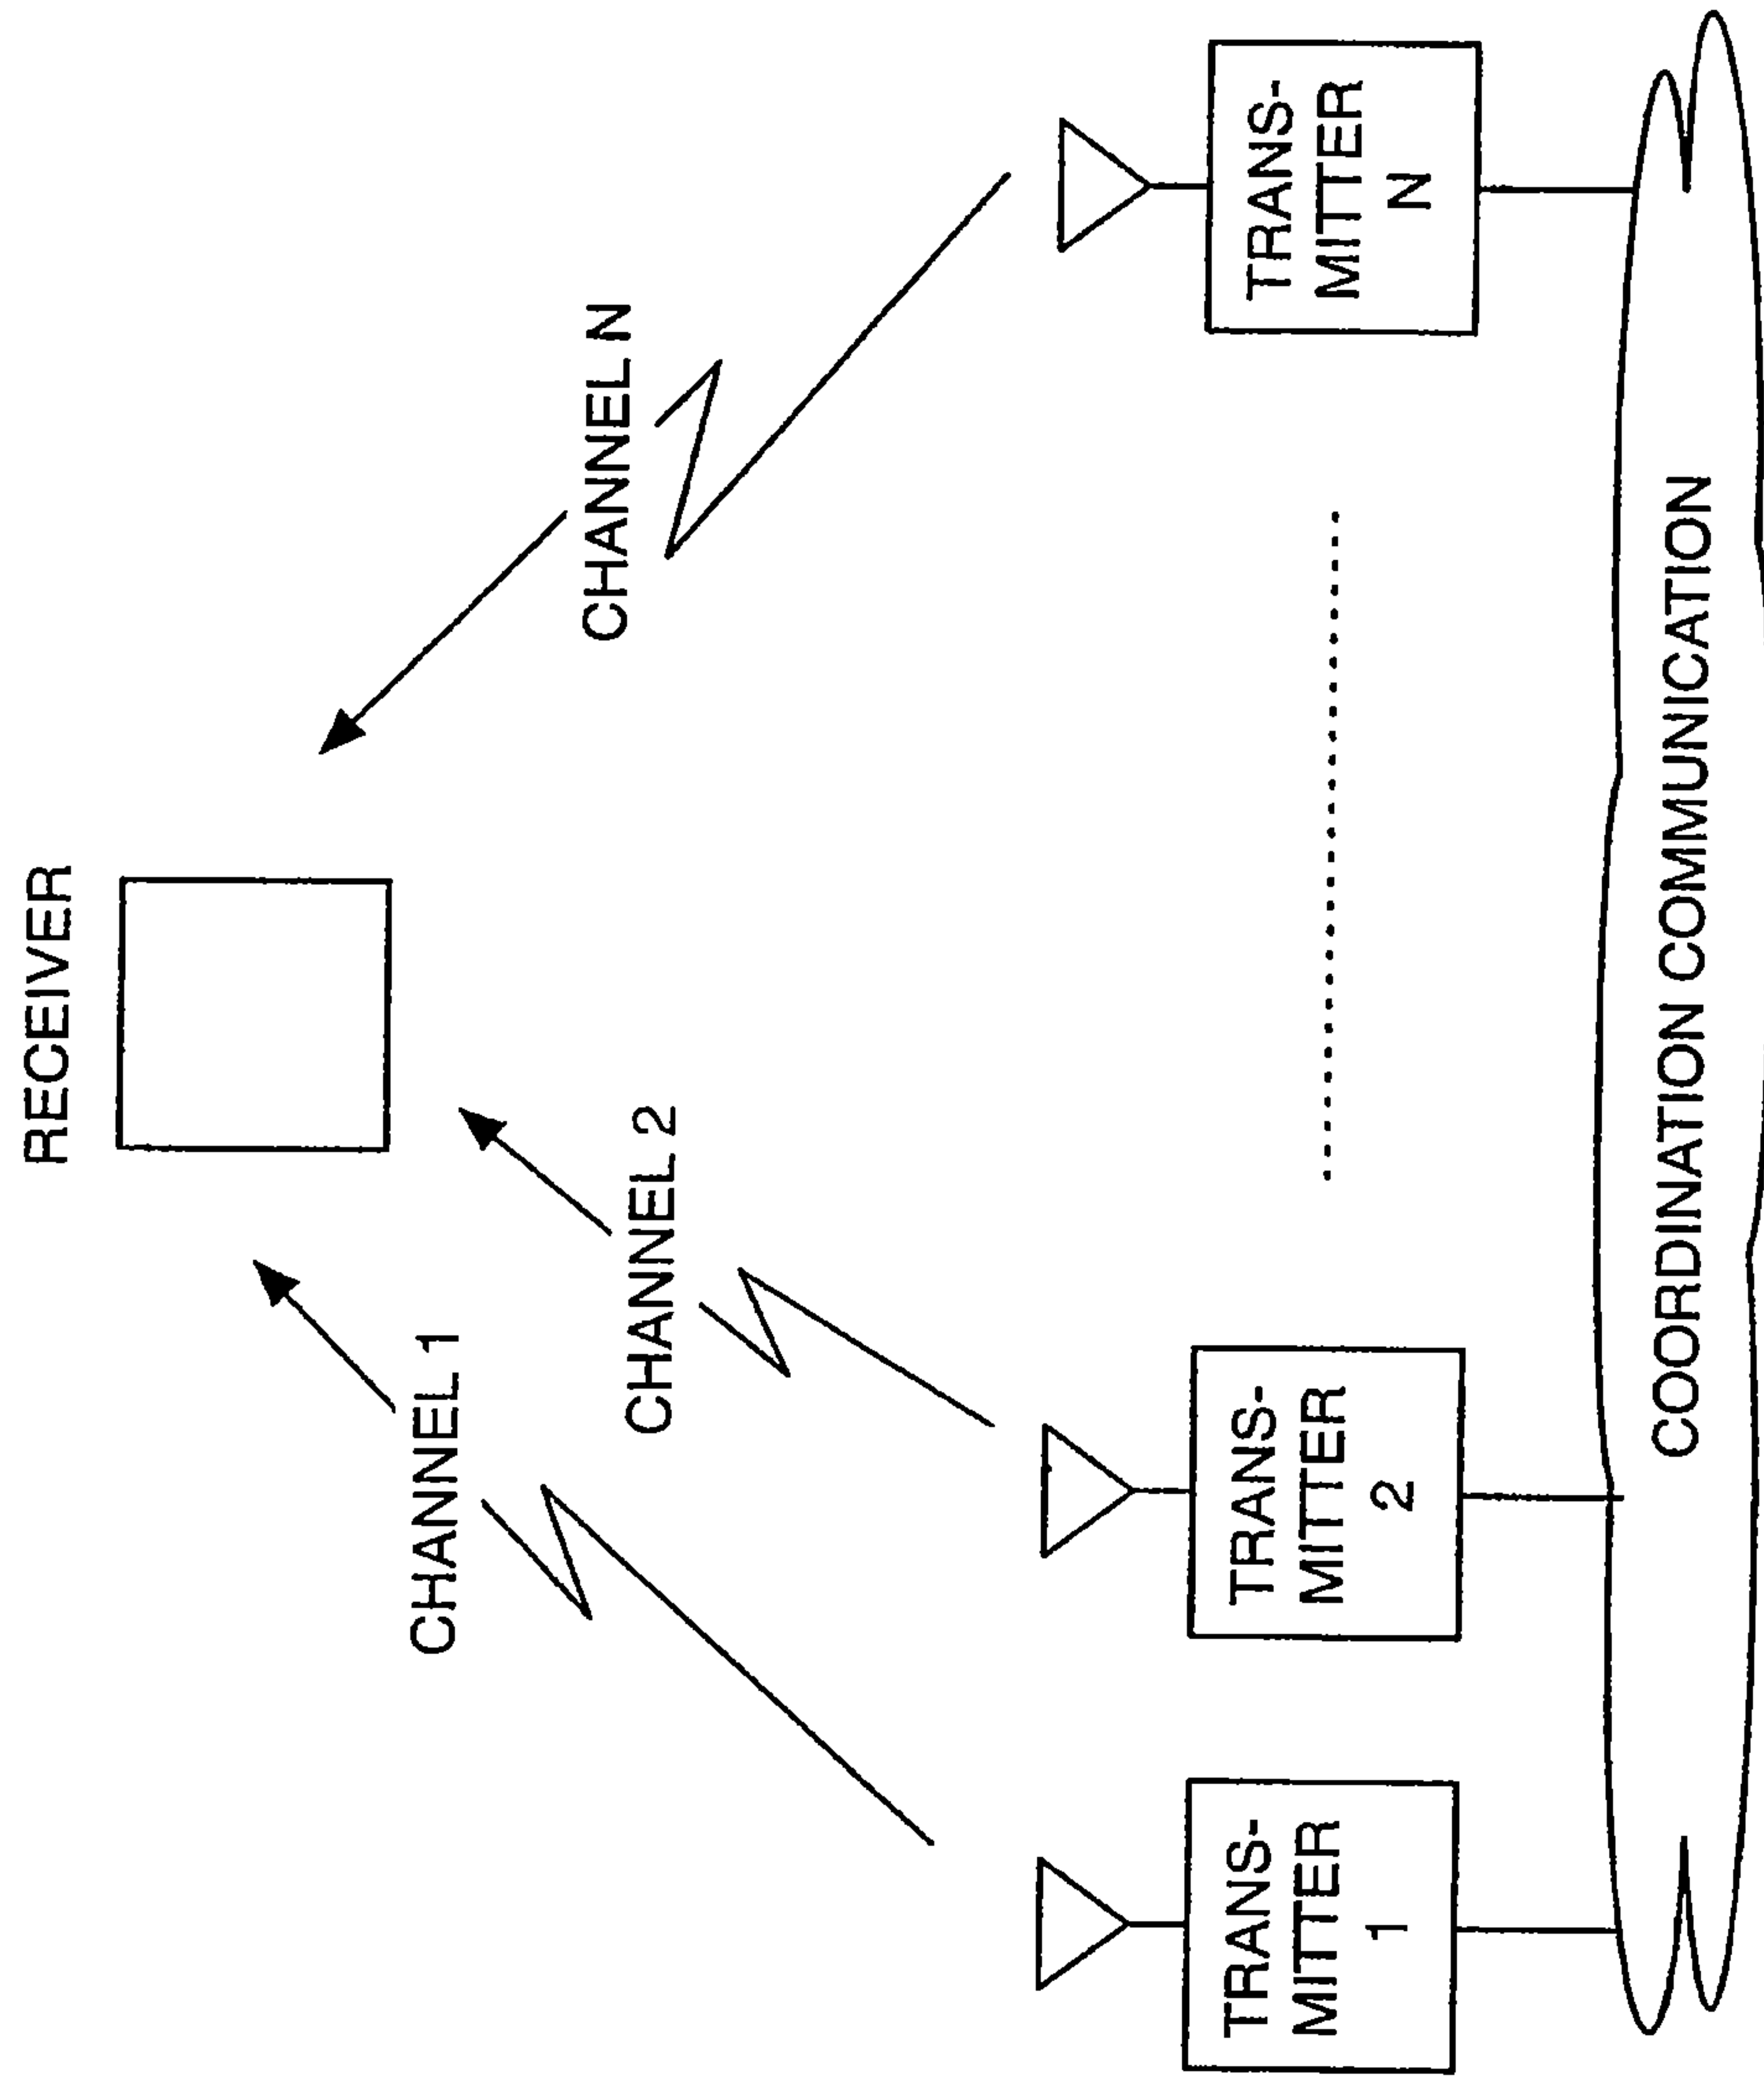 RECEIVER
CHANNEL 1
CHANNEL 2
CHANNEL N
TRANS-
MITTER
1
TRANS-
MITTER
2
TRANS-
MITTER
N
COORDINATION COMMUNICATION